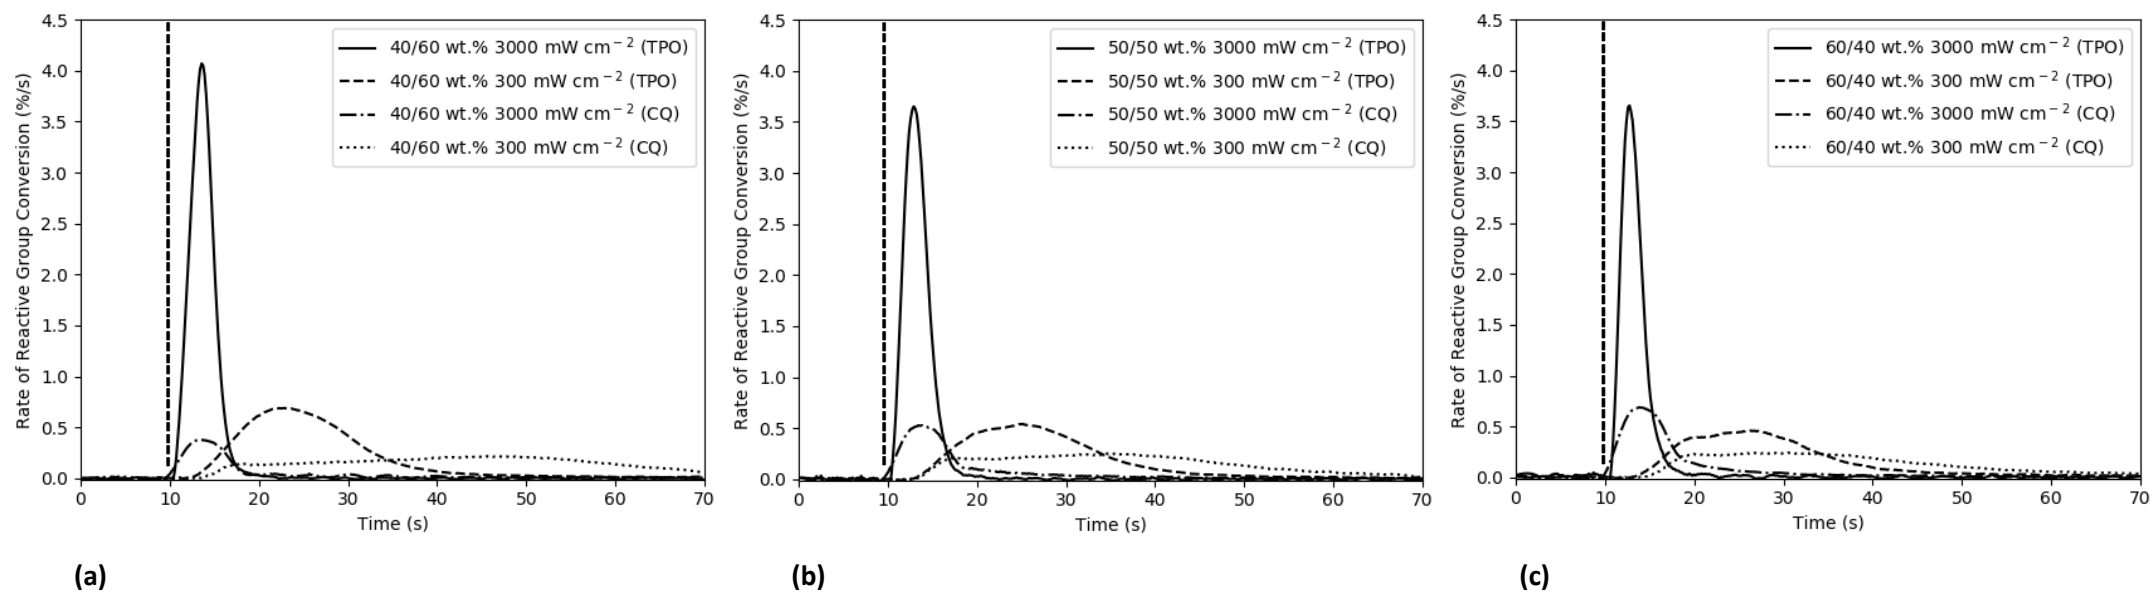 Rate of Reactive Group Conversion (%/s)
4.5
4.0
3.5
3.0
2.5
2.0
1.5
1.0
0.5
0.0
40/60 wt.% 3000 mW cm⁻² (TPO)
40/60 wt.% 300 mW cm⁻² (TPO)
40/60 wt.% 3000 mW cm⁻² (CQ)
40/60 wt.% 300 mW cm⁻² (CQ)
0 10 20 30 40 50 60 70
Time (s)
(a)
Rate of Reactive Group Conversion (%/s)
4.5
4.0
3.5
3.0
2.5
2.0
1.5
1.0
0.5
0.0
50/50 wt.% 3000 mW cm⁻² (TPO)
50/50 wt.% 300 mW cm⁻² (TPO)
50/50 wt.% 3000 mW cm⁻² (CQ)
50/50 wt.% 300 mW cm⁻² (CQ)
0 10 20 30 40 50 60 70
Time (s)
(b)
Rate of Reactive Group Conversion (%/s)
4.5
4.0
3.5
3.0
2.5
2.0
1.5
1.0
0.5
0.0
60/40 wt.% 3000 mW cm⁻² (TPO)
60/40 wt.% 300 mW cm⁻² (TPO)
60/40 wt.% 3000 mW cm⁻² (CQ)
60/40 wt.% 300 mW cm⁻² (CQ)
0 10 20 30 40 50 60 70
Time (s)
(c)